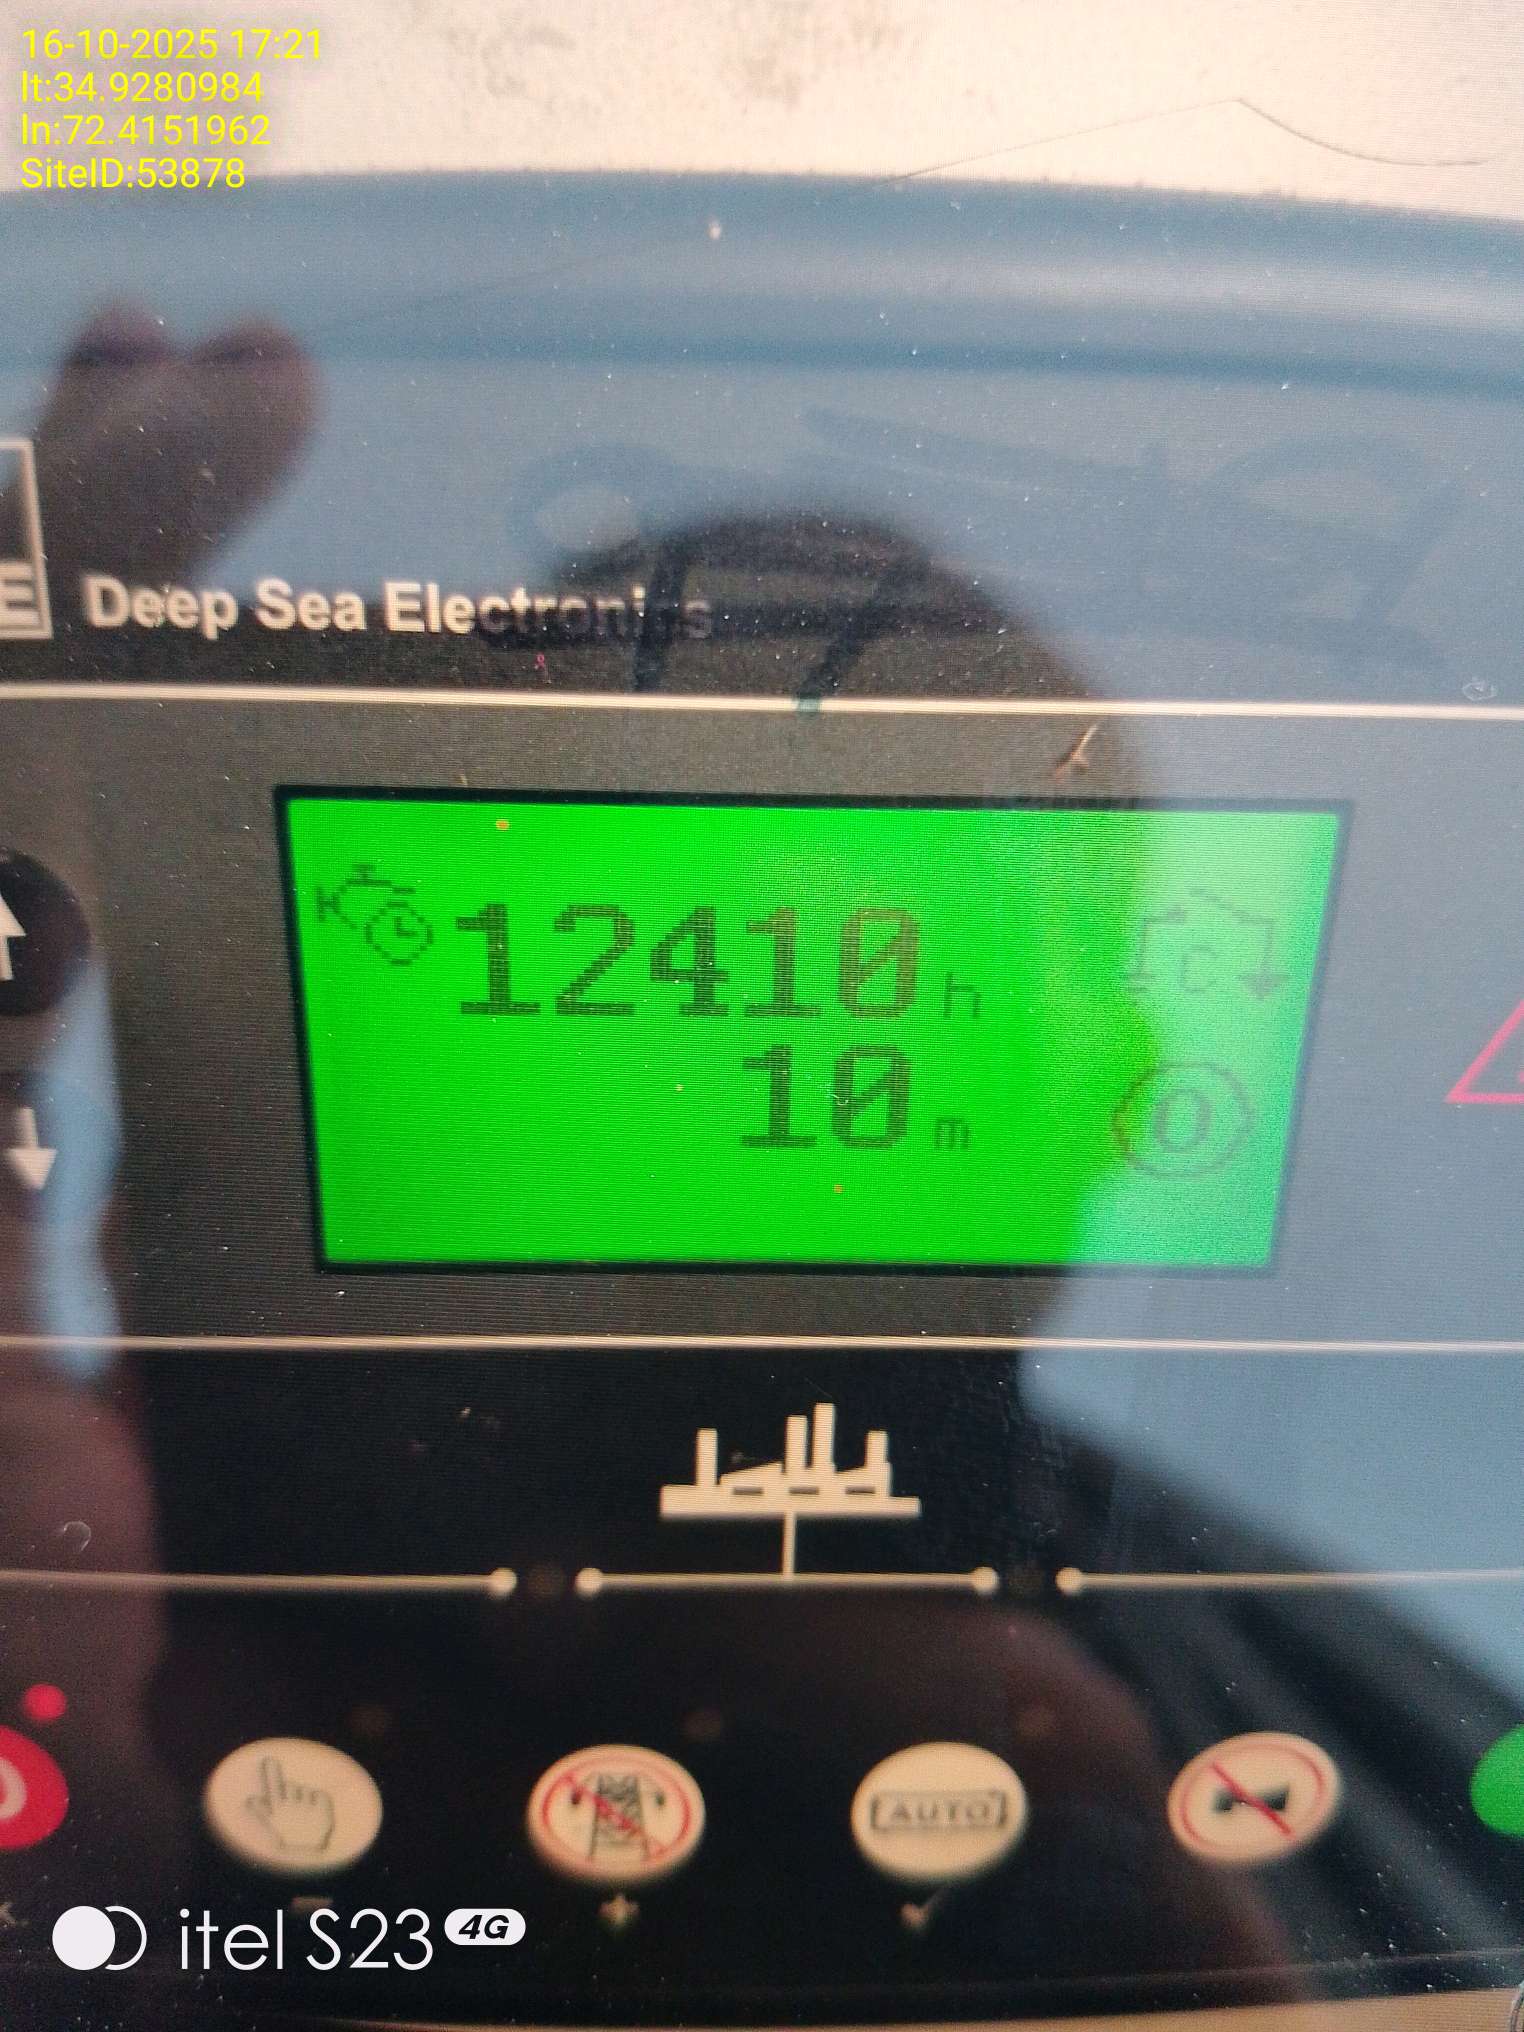 16-10-2025 17:21
lt:34.9280984
ln:72.4151962
SiteID:53878
E Deep Sea Electronics
12410 h
10 m
C
O
AUTO
itel S23 4G